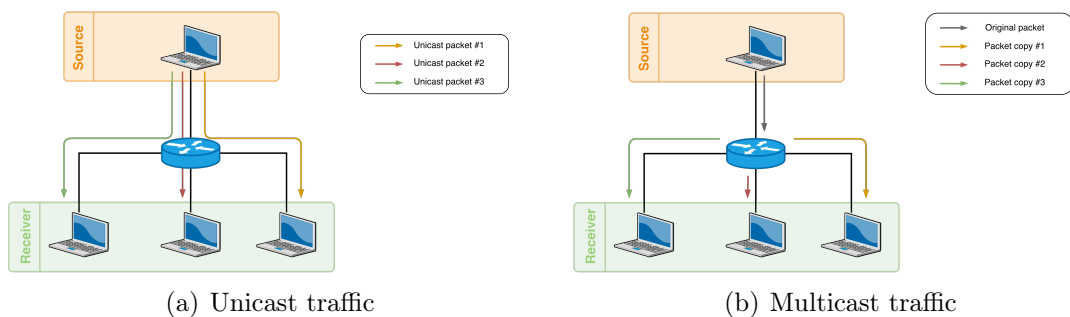 Source
Unicast packet #1
Unicast packet #2
Unicast packet #3
Receiver
(a) Unicast traffic
Source
Original packet
Packet copy #1
Packet copy #2
Packet copy #3
Receiver
(b) Multicast traffic